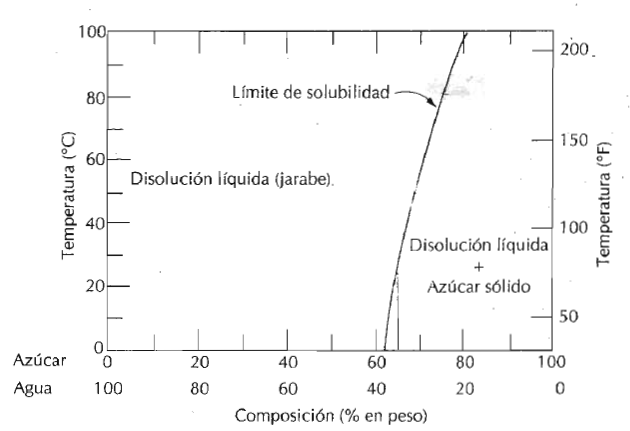 100
80
60
40
20
0
Temperatura (°C)
Límite de solubilidad
Disolución líquida (jarabe)
Disolución líquida
+
Azúcar sólido
200
150
100
50
Temperatura (°F)
Azúcar 0 20 40 60 80 100
Agua 100 80 60 40 20 0
Composición (% en peso)